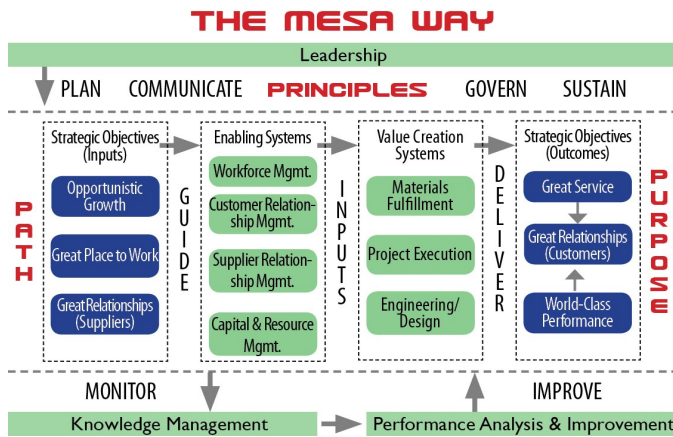 THE MESA WAY
Leadership
PLAN COMMUNICATE PRINCIPLES GOVERN SUSTAIN
PATH
Strategic Objectives
(Inputs)
Opportunistic
Growth
Great Place to Work
Great Relationships
(Suppliers)
GUIDE
Enabling Systems
Workforce Mgmt.
Customer Relation-
ship Mgmt.
Supplier Relation-
ship Mgmt.
Capital & Resource
Mgmt.
INPUTS
Value Creation
Systems
Materials
Fulfillment
Project Execution
Engineering/
Design
DELIVER
Strategic Objectives
(Outcomes)
Great Service
Great Relationships
(Customers)
World-Class
Performance
PURPOSE
MONITOR IMPROVE
Knowledge Management
Performance Analysis & Improvement